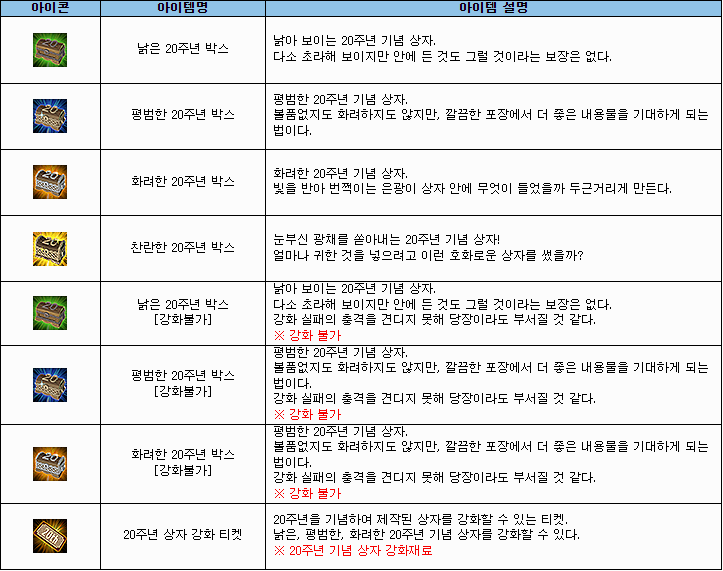 아이콘 아이템명 아이템 설명
낡은 20주년 박스
낡아 보이는 20주년 기념 상자.
다소 초라해 보이지만 안에 든 것도 그럴 것이라는 보장은 없다.
평범한 20주년 박스
평범한 20주년 기념 상자.
볼품없지도 화려하지도 않지만, 깔끔한 포장에서 더 좋은 내용물을 기대하게 되는
법이다.
화려한 20주년 박스
화려한 20주년 기념 상자.
빛을 받아 번쩍이는 은광이 상자 안에 무엇이 들었을까 두근거리게 만든다.
찬란한 20주년 박스
눈부신 광채를 쏟아내는 20주년 기념 상자!
얼마나 귀한 것을 넣으려고 이런 호화로운 상자를 썼을까?
낡은 20주년 박스
[강화불가]
낡아 보이는 20주년 기념 상자.
다소 초라해 보이지만 안에 든 것도 그럴 것이라는 보장은 없다.
강화 실패의 충격을 견디지 못해 당장이라도 부서질 것 같다.
※ 강화 불가
평범한 20주년 박스
[강화불가]
평범한 20주년 기념 상자.
볼품없지도 화려하지도 않지만, 깔끔한 포장에서 더 좋은 내용물을 기대하게 되는
법이다.
강화 실패의 충격을 견디지 못해 당장이라도 부서질 것 같다.
※ 강화 불가
화려한 20주년 박스
[강화불가]
평범한 20주년 기념 상자.
볼품없지도 화려하지도 않지만, 깔끔한 포장에서 더 좋은 내용물을 기대하게 되는
법이다.
강화 실패의 충격을 견디지 못해 당장이라도 부서질 것 같다.
※ 강화 불가
20주년 상자 강화 티켓
20주년을 기념하여 제작된 상자를 강화할 수 있는 티켓.
낡은, 평범한, 화려한 20주년 기념 상자를 강화할 수 있다.
※ 20주년 기념 상자 강화재료